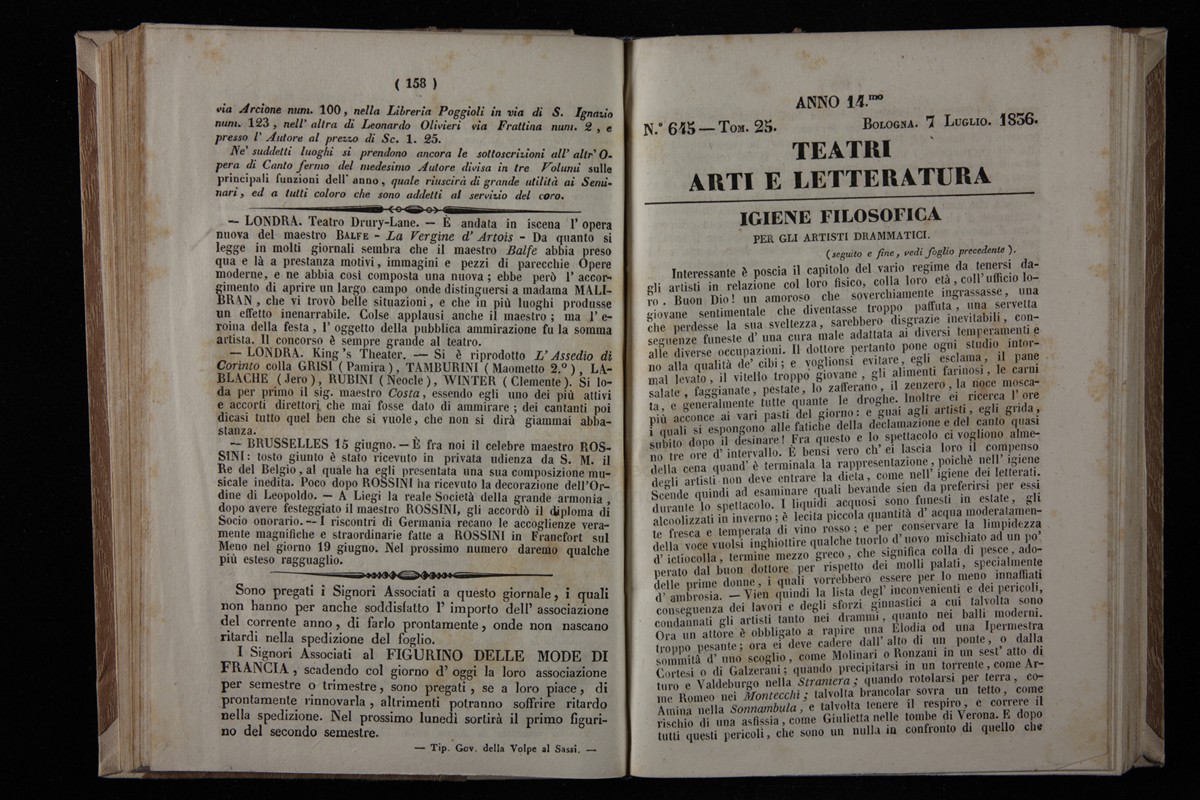 ( 158 )
via Arcione num. 100, nella Libreria Poggioli in via di S. Ignazio
num. 123, nell' altra di Leonardo Olivieri via Frattina num. 2, e
presso l' Autore al prezzo di Sc. 1. 25.
Ne' suddetti luoghi si prendono ancora le sottoscrizioni all' altr' O-
pera di Canto fermo del medesimo Autore divisa in tre Volumi sulle
principali funzioni dell' anno, quale riuscirà di grande utilità ai Semi-
nari, ed a tutti coloro che sono addetti al servizio del coro.
— LONDRA. Teatro Drury-Lane. — È andata in iscena l' opera
nuova del maestro BALFE - La Vergine d' Artois - Da quanto si
legge in molti giornali sembra che il maestro Balfe abbia preso
qua e là a prestanza motivi, immagini e pezzi di parecchie Opere
moderne, e ne abbia così composta una nuova; ebbe però l' accor-
gimento di aprire un largo campo onde distinguersi a madama MALI-
BRAN, che vi trovò belle situazioni, e che in più luoghi produsse
un effetto inenarrabile. Colse applausi anche il maestro; ma l' e-
roina della festa, l' oggetto della pubblica ammirazione fu la somma
artista. Il concorso è sempre grande al teatro.
— LONDRA. King 's Theater. — Si è riprodotto L' Assedio di
Corinto colla GRISI (Pamira), TAMBURINI (Maometto 2.°), LA-
BLACHE (Jero), RUBINI (Neocle), WINTER (Clemente). Si lo-
da per primo il sig. maestro Costa, essendo egli uno dei più attivi
e accorti direttori che mai fosse dato di ammirare; dei cantanti poi
dicasi tutto quel ben che si vuole, che non si dirà giammai abba-
stanza.
— BRUSSELLES 15 giugno. — È fra noi il celebre maestro ROS-
SINI: tosto giunto è stato ricevuto in privata udienza da S. M. il
Re del Belgio, al quale ha egli presentata una sua composizione mu-
sicale inedita. Poco dopo ROSSINI ha ricevuto la decorazione dell'Or-
dine di Leopoldo. — A Liegi la reale Società della grande armonia,
dopo avere festeggiato il maestro ROSSINI, gli accordò il diploma di
Socio onorario. — I riscontri di Germania recano le accoglienze vera-
mente magnifiche e straordinarie fatte a ROSSINI in Francfort sul
Meno nel giorno 19 giugno. Nel prossimo numero daremo qualche
più esteso ragguaglio.
Sono pregati i Signori Associati a questo giornale, i quali
non hanno per anche soddisfatto l' importo dell' associazione
del corrente anno, di farlo prontamente, onde non nascano
ritardi nella spedizione del foglio.
I Signori Associati al FIGURINO DELLE MODE DI
FRANCIA, scadendo col giorno d' oggi la loro associazione
per semestre o trimestre, sono pregati, se a loro piace, di
prontamente rinnovarla, altrimenti potranno soffrire ritardo
nella spedizione. Nel prossimo lunedì sortirà il primo figuri-
no del secondo semestre.
— Tip. Gov. della Volpe al Sassi. —
ANNO 14.mo
N.° 645 — TOM. 25. BOLOGNA. 7 LUGLIO. 1836.
TEATRI
ARTI E LETTERATURA
IGIENE FILOSOFICA
PER GLI ARTISTI DRAMMATICI.
(seguito e fine, vedi foglio precedente).
Interessante è poscia il capitolo del vario regime da tenersi da-
gli artisti in relazione col loro fisico, colla loro età, coll'ufficio lo-
ro. Buon Dio! un amoroso che soverchiamente ingrassasse, una
giovane sentimentale che diventasse troppo paffuta, una servetta
che perdesse la sua sveltezza, sarebbero disgrazie inevitabili, con-
seguenze funeste d' una cura male adattata ai diversi temperamenti e
alle diverse occupazioni. Il dottore pertanto pone ogni studio intor-
no alla qualità de' cibi; e voglionsi evitare, egli esclama, il pane
mal levato, il vitello troppo giovane, gli alimenti farinosi, le carni
salate, faggianate, pestate, lo zafferano, il zenzero, la noce mosca-
ta, e generalmente tutte quante le droghe. Inoltre ei ricerca l' ore
più acconce ai vari pasti del giorno: e guai agli artisti, egli grida,
i quali si espongono alle fatiche della declamazione e del canto quasi
subito dopo il desinare! Fra questo e lo spettacolo ci vogliono alme-
no tre ore d' intervallo. È bensì vero ch' ei lascia loro il compenso
della cena quand' è terminata la rappresentazione, poichè nell' igiene
degli artisti non deve entrare la dieta, come nell' igiene dei letterati.
Scende quindi ad esaminare quali bevande sien da preferirsi per essi
durante lo spettacolo. I liquidi acquosi sono funesti in estate, gli
alcoolizzati in inverno; è lecita piccola quantità d' acqua moderatamen-
te fresca e temperata di vino rosso; e per conservare la limpidezza
della voce vuolsi inghiottire qualche tuorlo d' uovo mischiato ad un po'
d' ictiocolla, termine mezzo greco, che significa colla di pesce, ado-
perato dal buon dottore per rispetto dei molli palati, specialmente
delle prime donne, i quali vorrebbero essere per lo meno innaffiati
d' ambrosia. — Vien quindi la lista degl' inconvenienti e dei pericoli,
conseguenza dei lavori e degli sforzi ginnastici a cui talvolta sono
condannati gli artisti tanto nei drammi, quanto nei balli moderni.
Ora un attore è obbligato a rapire una Elodia od una Ipermestra
troppo pesante; ora ei deve cadere dall' alto di un ponte, o dalla
sommità d' uno scoglio, come Molinari o Ronzani in un sest' atto di
Cortesi o di Galzerani; quando precipitarsi in un torrente, come Ar-
turo e Valdeburgo nella Straniera; quando rotolarsi per terra, co-
me Romeo nei Montecchi; talvolta brancolar sovra un tetto, come
Amina nella Sonnambula, e talvolta tenere il respiro, e correre il
rischio di una asfissia, come Giulietta nelle tombe di Verona. E dopo
tutti questi pericoli, che sono un nulla in confronto di quello che